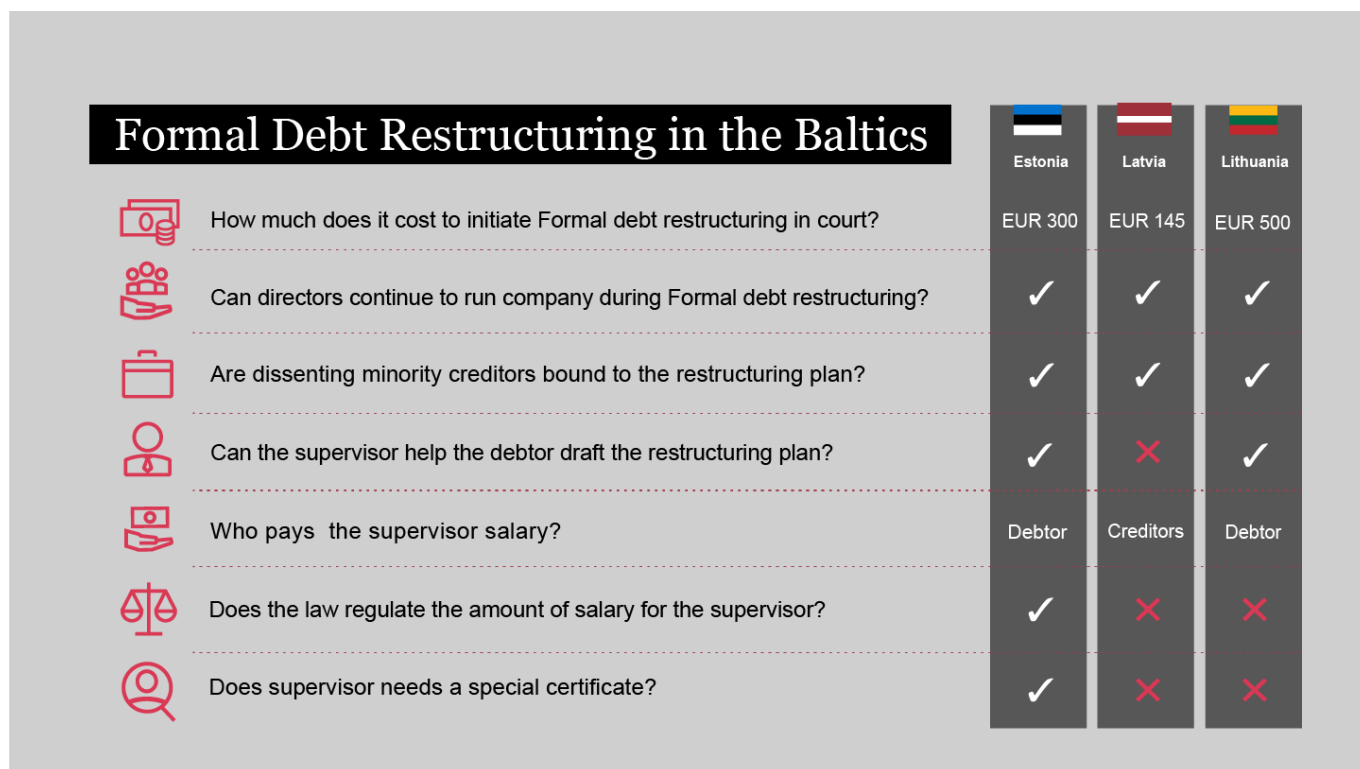 Formal Debt Restructuring in the Baltics
Estonia Latvia Lithuania
How much does it cost to initiate Formal debt restructuring in court? EUR 300 EUR 145 EUR 500
Can directors continue to run company during Formal debt restructuring? ✓ ✓ ✓
Are dissenting minority creditors bound to the restructuring plan? ✓ ✓ ✓
Can the supervisor help the debtor draft the restructuring plan? ✓ ✕ ✓
Who pays the supervisor salary? Debtor Creditors Debtor
Does the law regulate the amount of salary for the supervisor? ✓ ✕ ✕
Does supervisor needs a special certificate? ✓ ✕ ✕